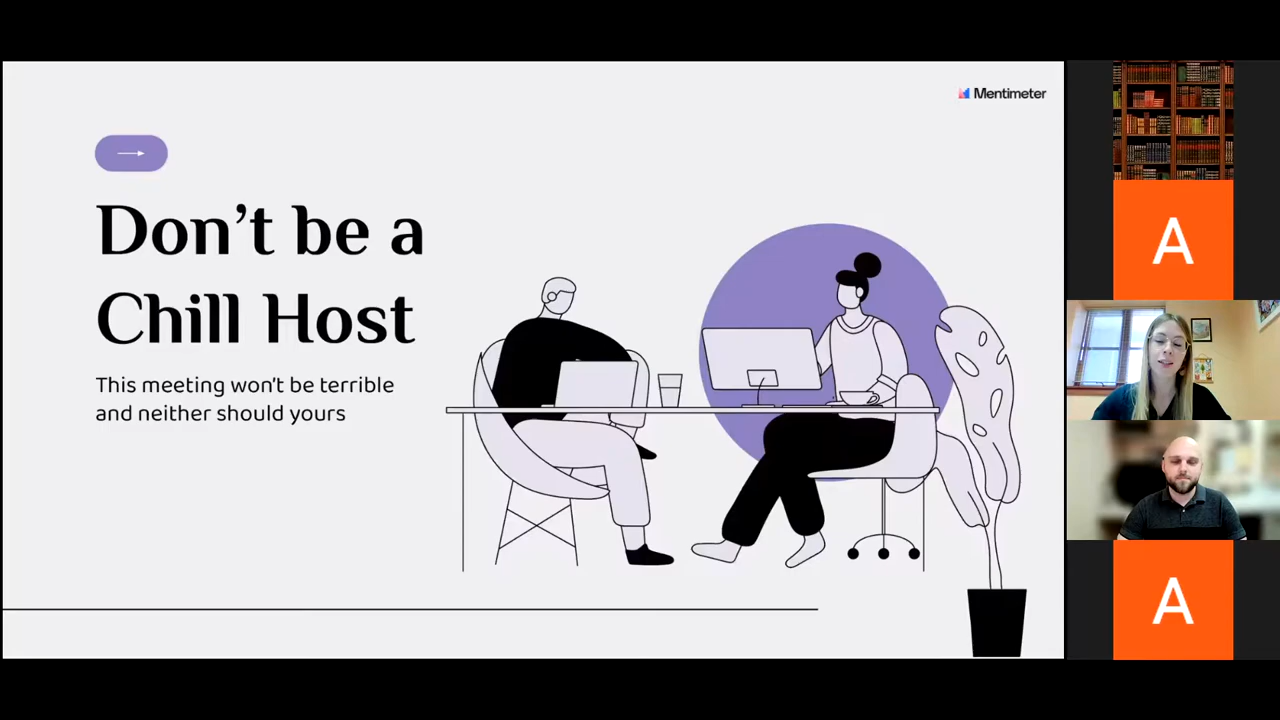 Mentimeter
Don't be a
Chill Host
This meeting won't be terrible
and neither should yours
A
A